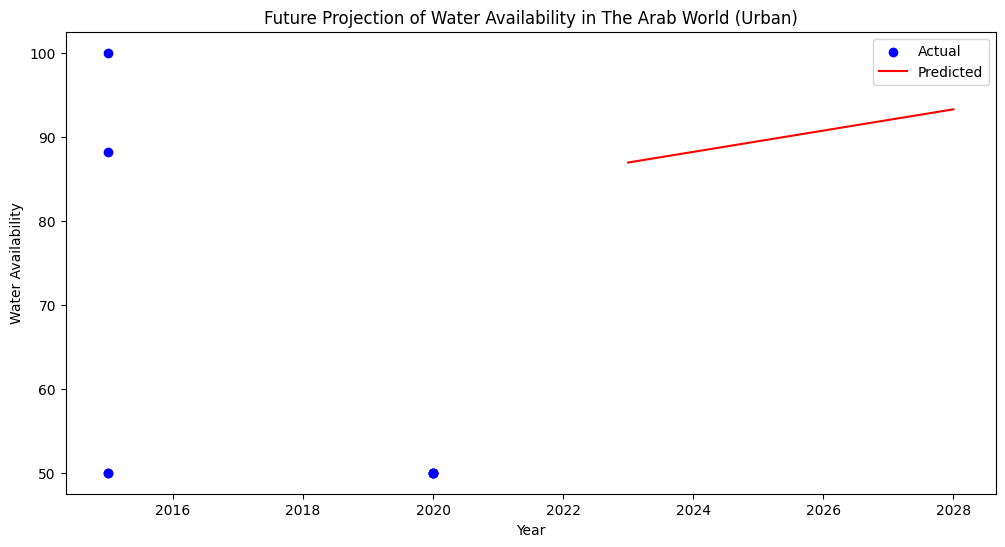 Future Projection of Water Availability in The Arab World (Urban)
Actual
Predicted
100
90
80
70
60
50
Water Availability
2016 2018 2020 2022 2024 2026 2028
Year